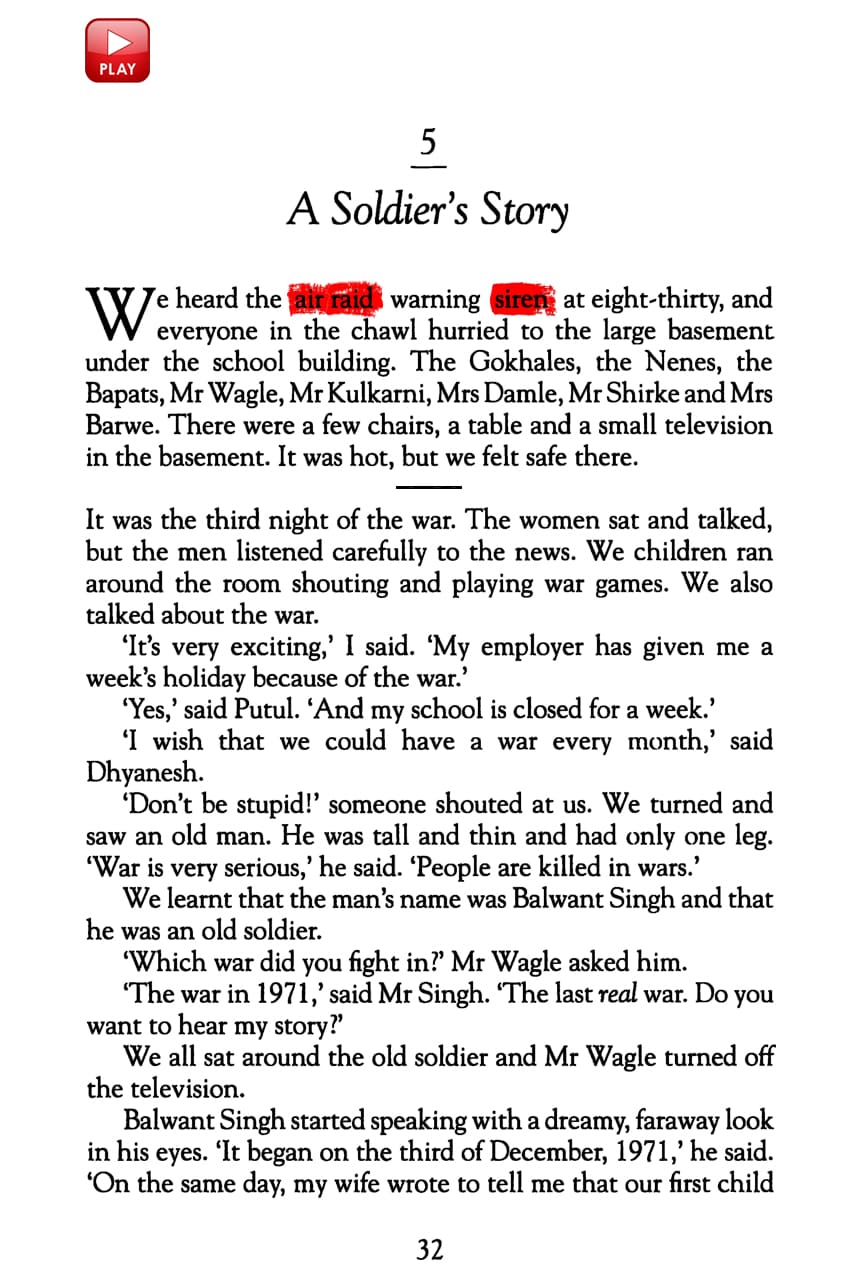 PLAY
5
A Soldier’s Story
We heard the air raid warning siren at eight-thirty, and
everyone in the chawl hurried to the large basement
under the school building. The Gokhales, the Nenes, the
Bapats, Mr Wagle, Mr Kulkarni, Mrs Damle, Mr Shirke and Mrs
Barwe. There were a few chairs, a table and a small television
in the basement. It was hot, but we felt safe there.
It was the third night of the war. The women sat and talked,
but the men listened carefully to the news. We children ran
around the room shouting and playing war games. We also
talked about the war.
‘It’s very exciting,’ I said. ‘My employer has given me a
week’s holiday because of the war.’
‘Yes,’ said Putul. ‘And my school is closed for a week.’
‘I wish that we could have a war every month,’ said
Dhyanesh.
‘Don’t be stupid!’ someone shouted at us. We turned and
saw an old man. He was tall and thin and had only one leg.
‘War is very serious,’ he said. ‘People are killed in wars.’
We learnt that the man’s name was Balwant Singh and that
he was an old soldier.
‘Which war did you fight in?’ Mr Wagle asked him.
‘The war in 1971,’ said Mr Singh. ‘The last real war. Do you
want to hear my story?’
We all sat around the old soldier and Mr Wagle turned off
the television.
Balwant Singh started speaking with a dreamy, faraway look
in his eyes. ‘It began on the third of December, 1971,’ he said.
‘On the same day, my wife wrote to tell me that our first child
32